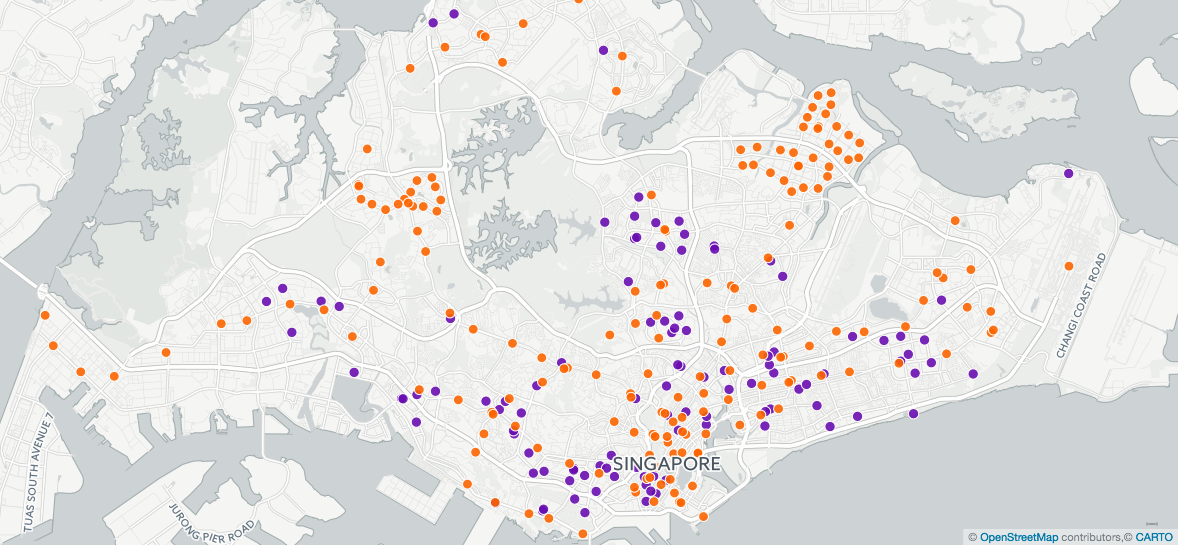 CHANGI COAST ROAD
TUAS SOUTH AVENUE 7
SINGAPORE
JURONG PIER ROAD
© OpenStreetMap contributors,© CARTO